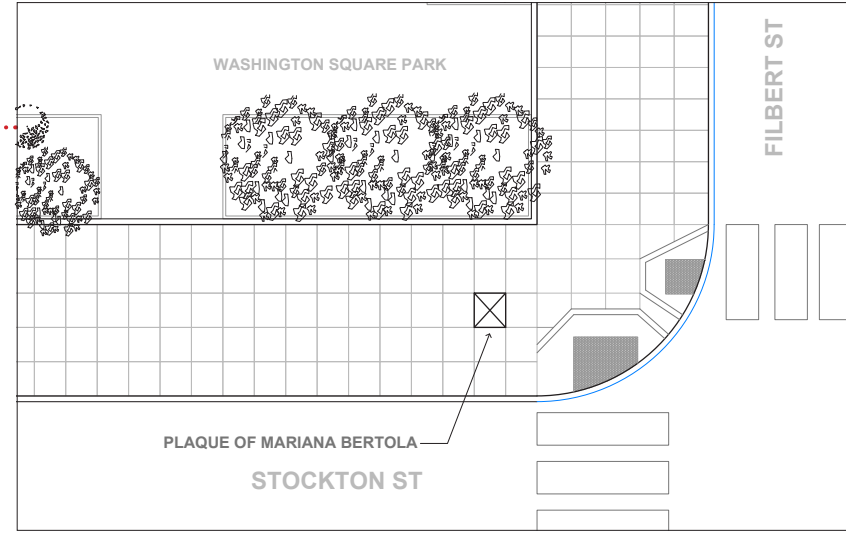 WASHINGTON SQUARE PARK
FILBERT ST
PLAQUE OF MARIANA BERTOLA
STOCKTON ST